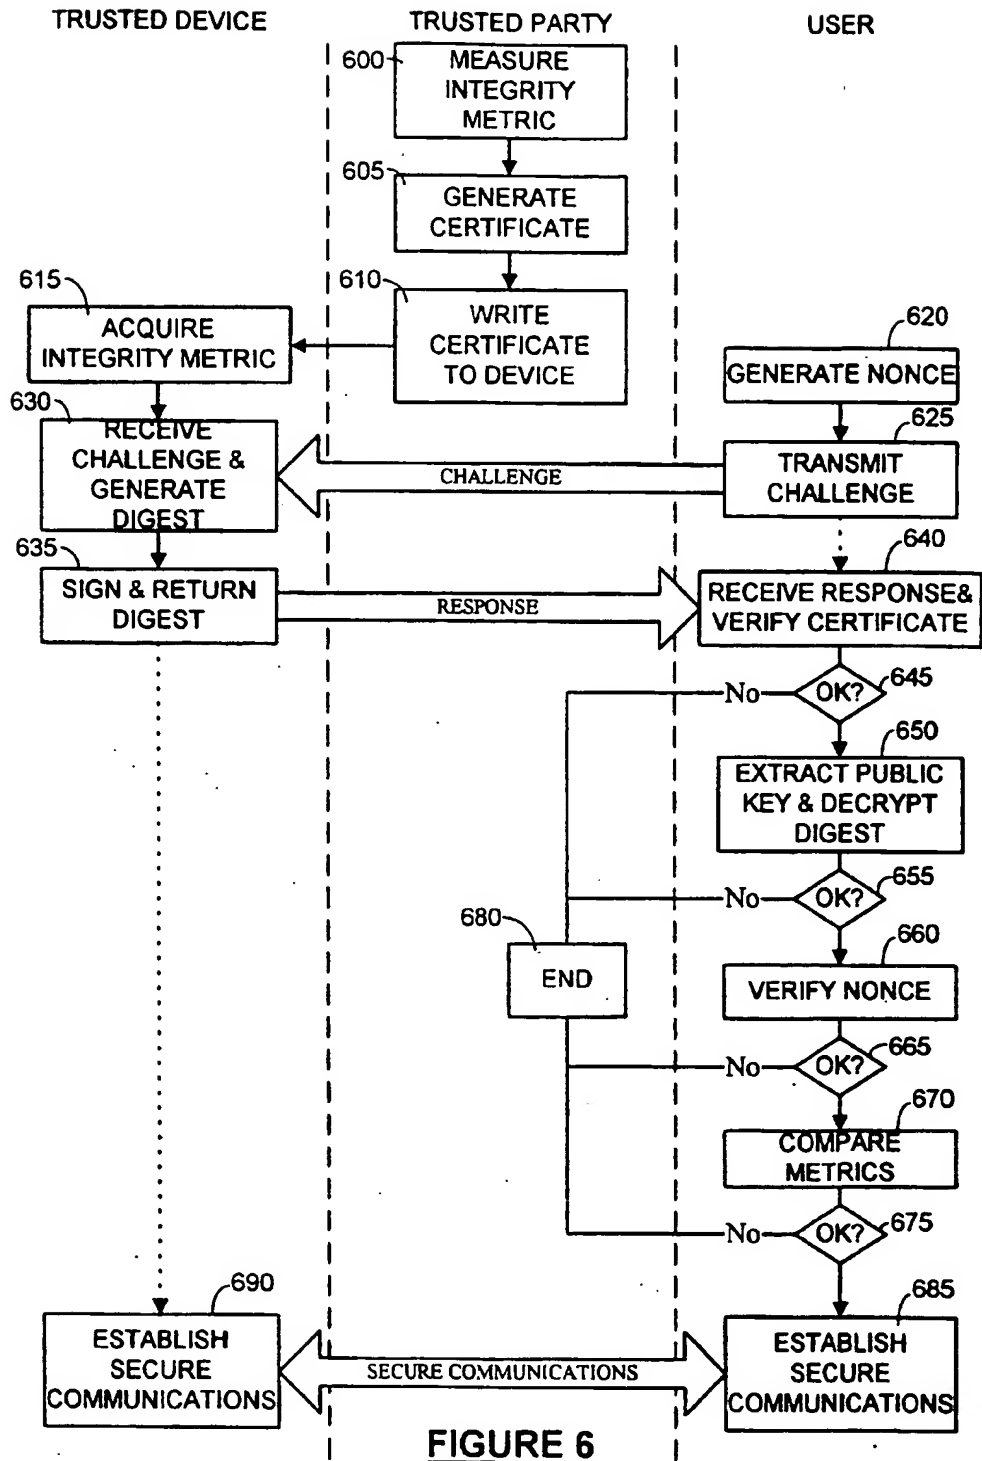 TRUSTED DEVICE
TRUSTED PARTY
USER
600
MEASURE
INTEGRITY
METRIC
605
GENERATE
CERTIFICATE
610
WRITE
CERTIFICATE
TO DEVICE
615
ACQUIRE
INTEGRITY METRIC
620
GENERATE NONCE
625
TRANSMIT
CHALLENGE
CHALLENGE
630
RECEIVE
CHALLENGE &
GENERATE
DIGEST
635
SIGN & RETURN
DIGEST
RESPONSE
640
RECEIVE RESPONSE&
VERIFY CERTIFICATE
OK?
645
No
650
EXTRACT PUBLIC
KEY & DECRYPT
DIGEST
OK?
655
No
680
END
660
VERIFY NONCE
OK?
665
No
670
COMPARE
METRICS
OK?
675
No
690
ESTABLISH
SECURE
COMMUNICATIONS
SECURE COMMUNICATIONS
685
ESTABLISH
SECURE
COMMUNICATIONS
FIGURE 6